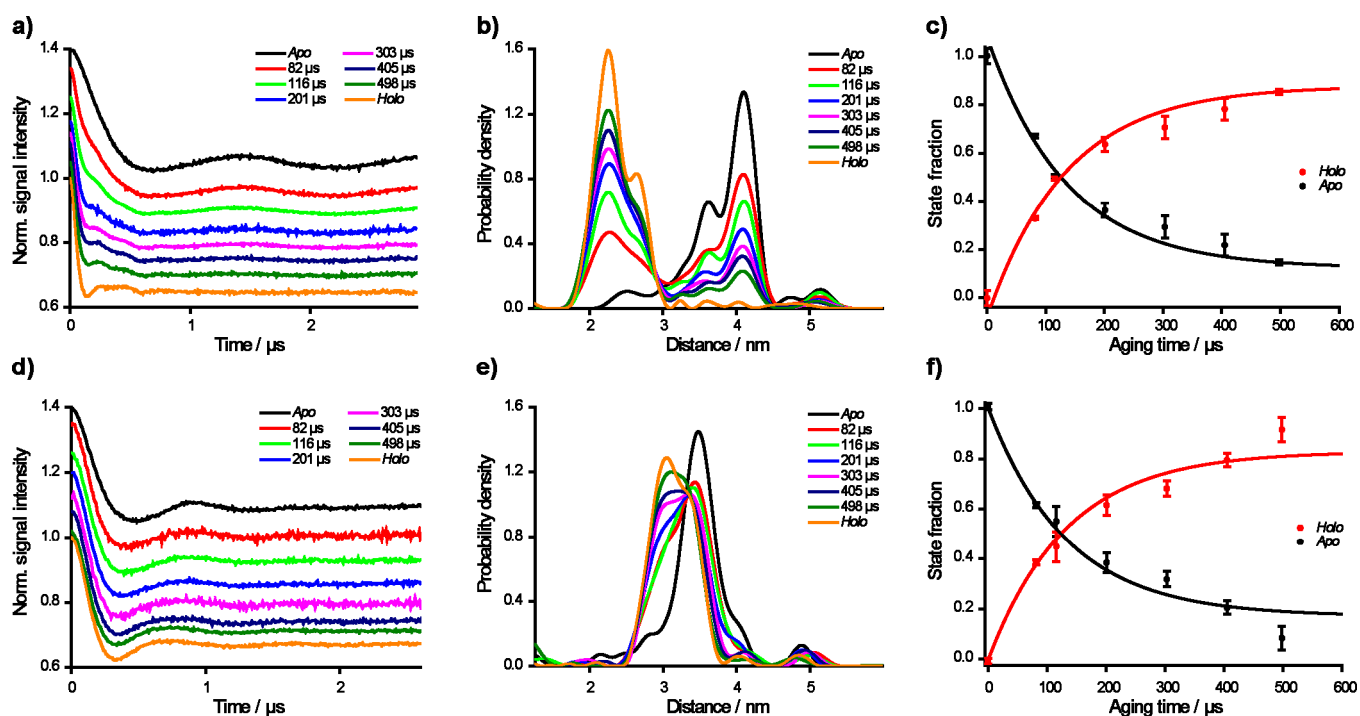 a)
Norm. signal intensity
1.4
1.2
1.0
0.8
0.6
0
1
2
Time / µs
Apo
82 µs
116 µs
201 µs
303 µs
405 µs
498 µs
Holo
b)
Probability density
1.6
1.2
0.8
0.4
0.0
2
3
4
5
Distance / nm
Apo
82 µs
116 µs
201 µs
303 µs
405 µs
498 µs
Holo
c)
State fraction
1.0
0.8
0.6
0.4
0.2
0.0
0
100
200
300
400
500
600
Aging time / µs
Holo
Apo
d)
Norm. signal intensity
1.4
1.2
1.0
0.8
0.6
0
1
2
Time / µs
Apo
82 µs
116 µs
201 µs
303 µs
405 µs
498 µs
Holo
e)
Probability density
1.6
1.2
0.8
0.4
0.0
2
3
4
5
Distance / nm
Apo
82 µs
116 µs
201 µs
303 µs
405 µs
498 µs
Holo
f)
State fraction
1.0
0.8
0.6
0.4
0.2
0.0
0
100
200
300
400
500
600
Aging time / µs
Holo
Apo